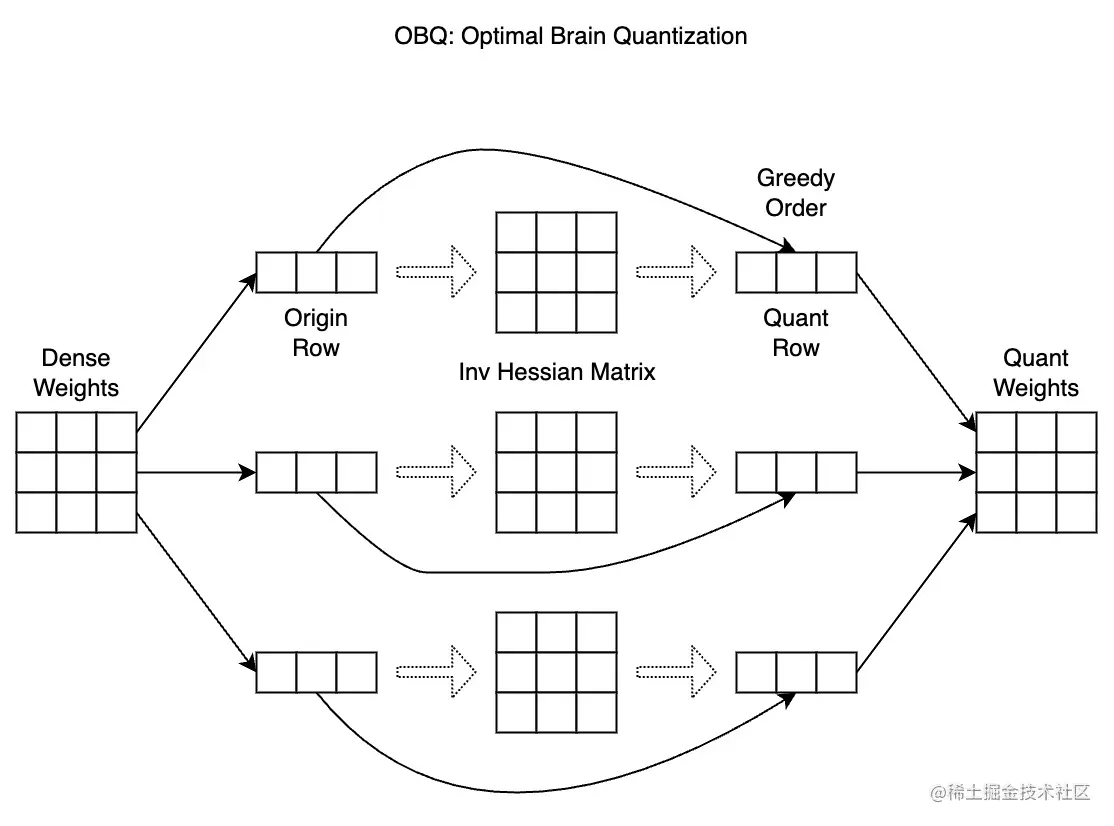 OBQ: Optimal Brain Quantization
Greedy
Order
Origin
Row
Quant
Row
Inv Hessian Matrix
Dense
Weights
Quant
Weights
@稀土掘金技术社区